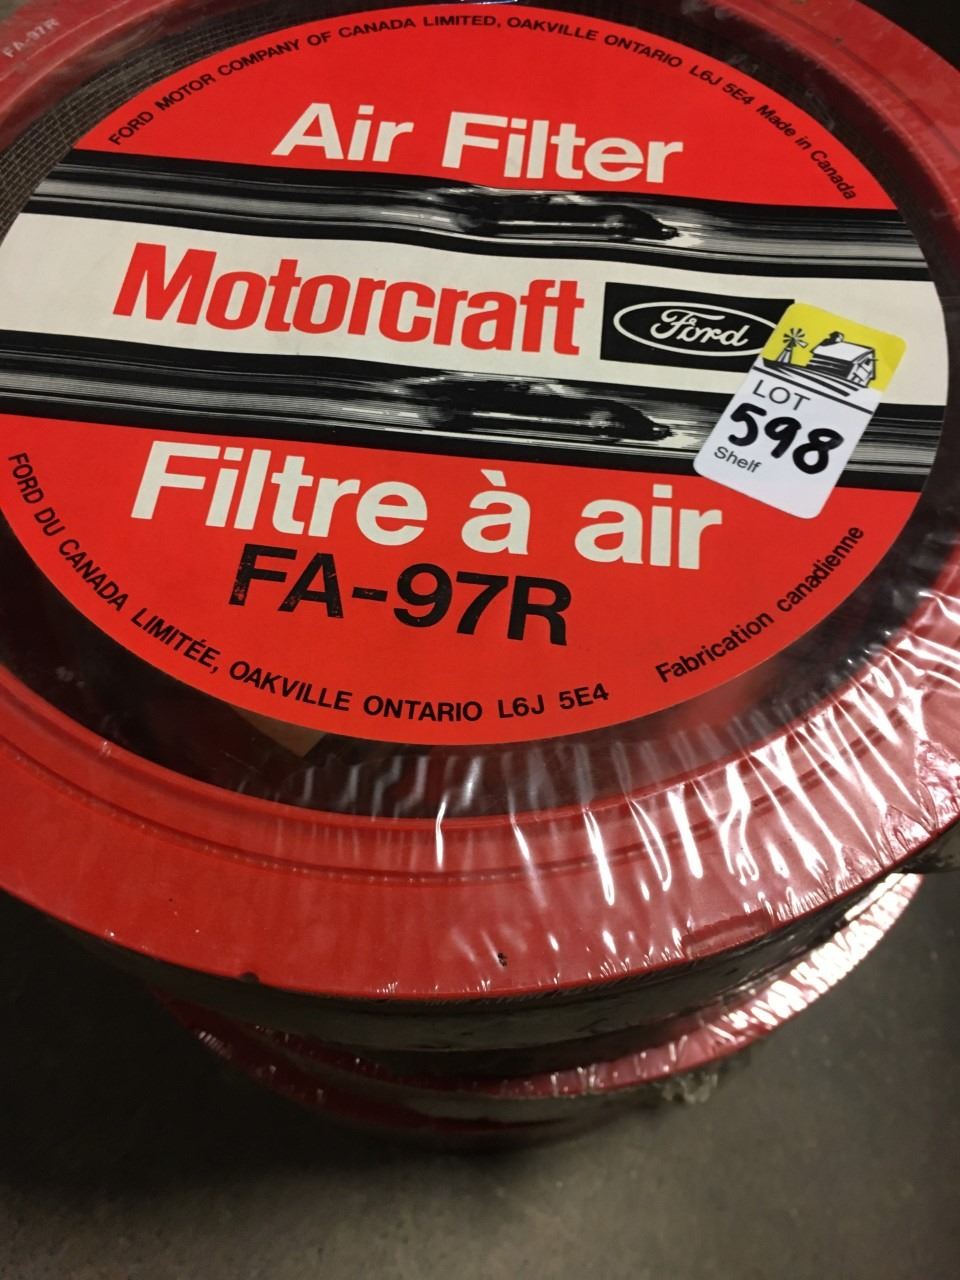 FA-97R
FORD MOTOR COMPANY OF CANADA LIMITED, OAKVILLE ONTARIO L6J 5E4 Made in Canada
Air Filter
Motorcraft Ford
LOT
598
Shelf
Filtre à air
FA-97R
FORD DU CANADA LIMITÉE, OAKVILLE ONTARIO L6J 5E4 Fabrication canadienne